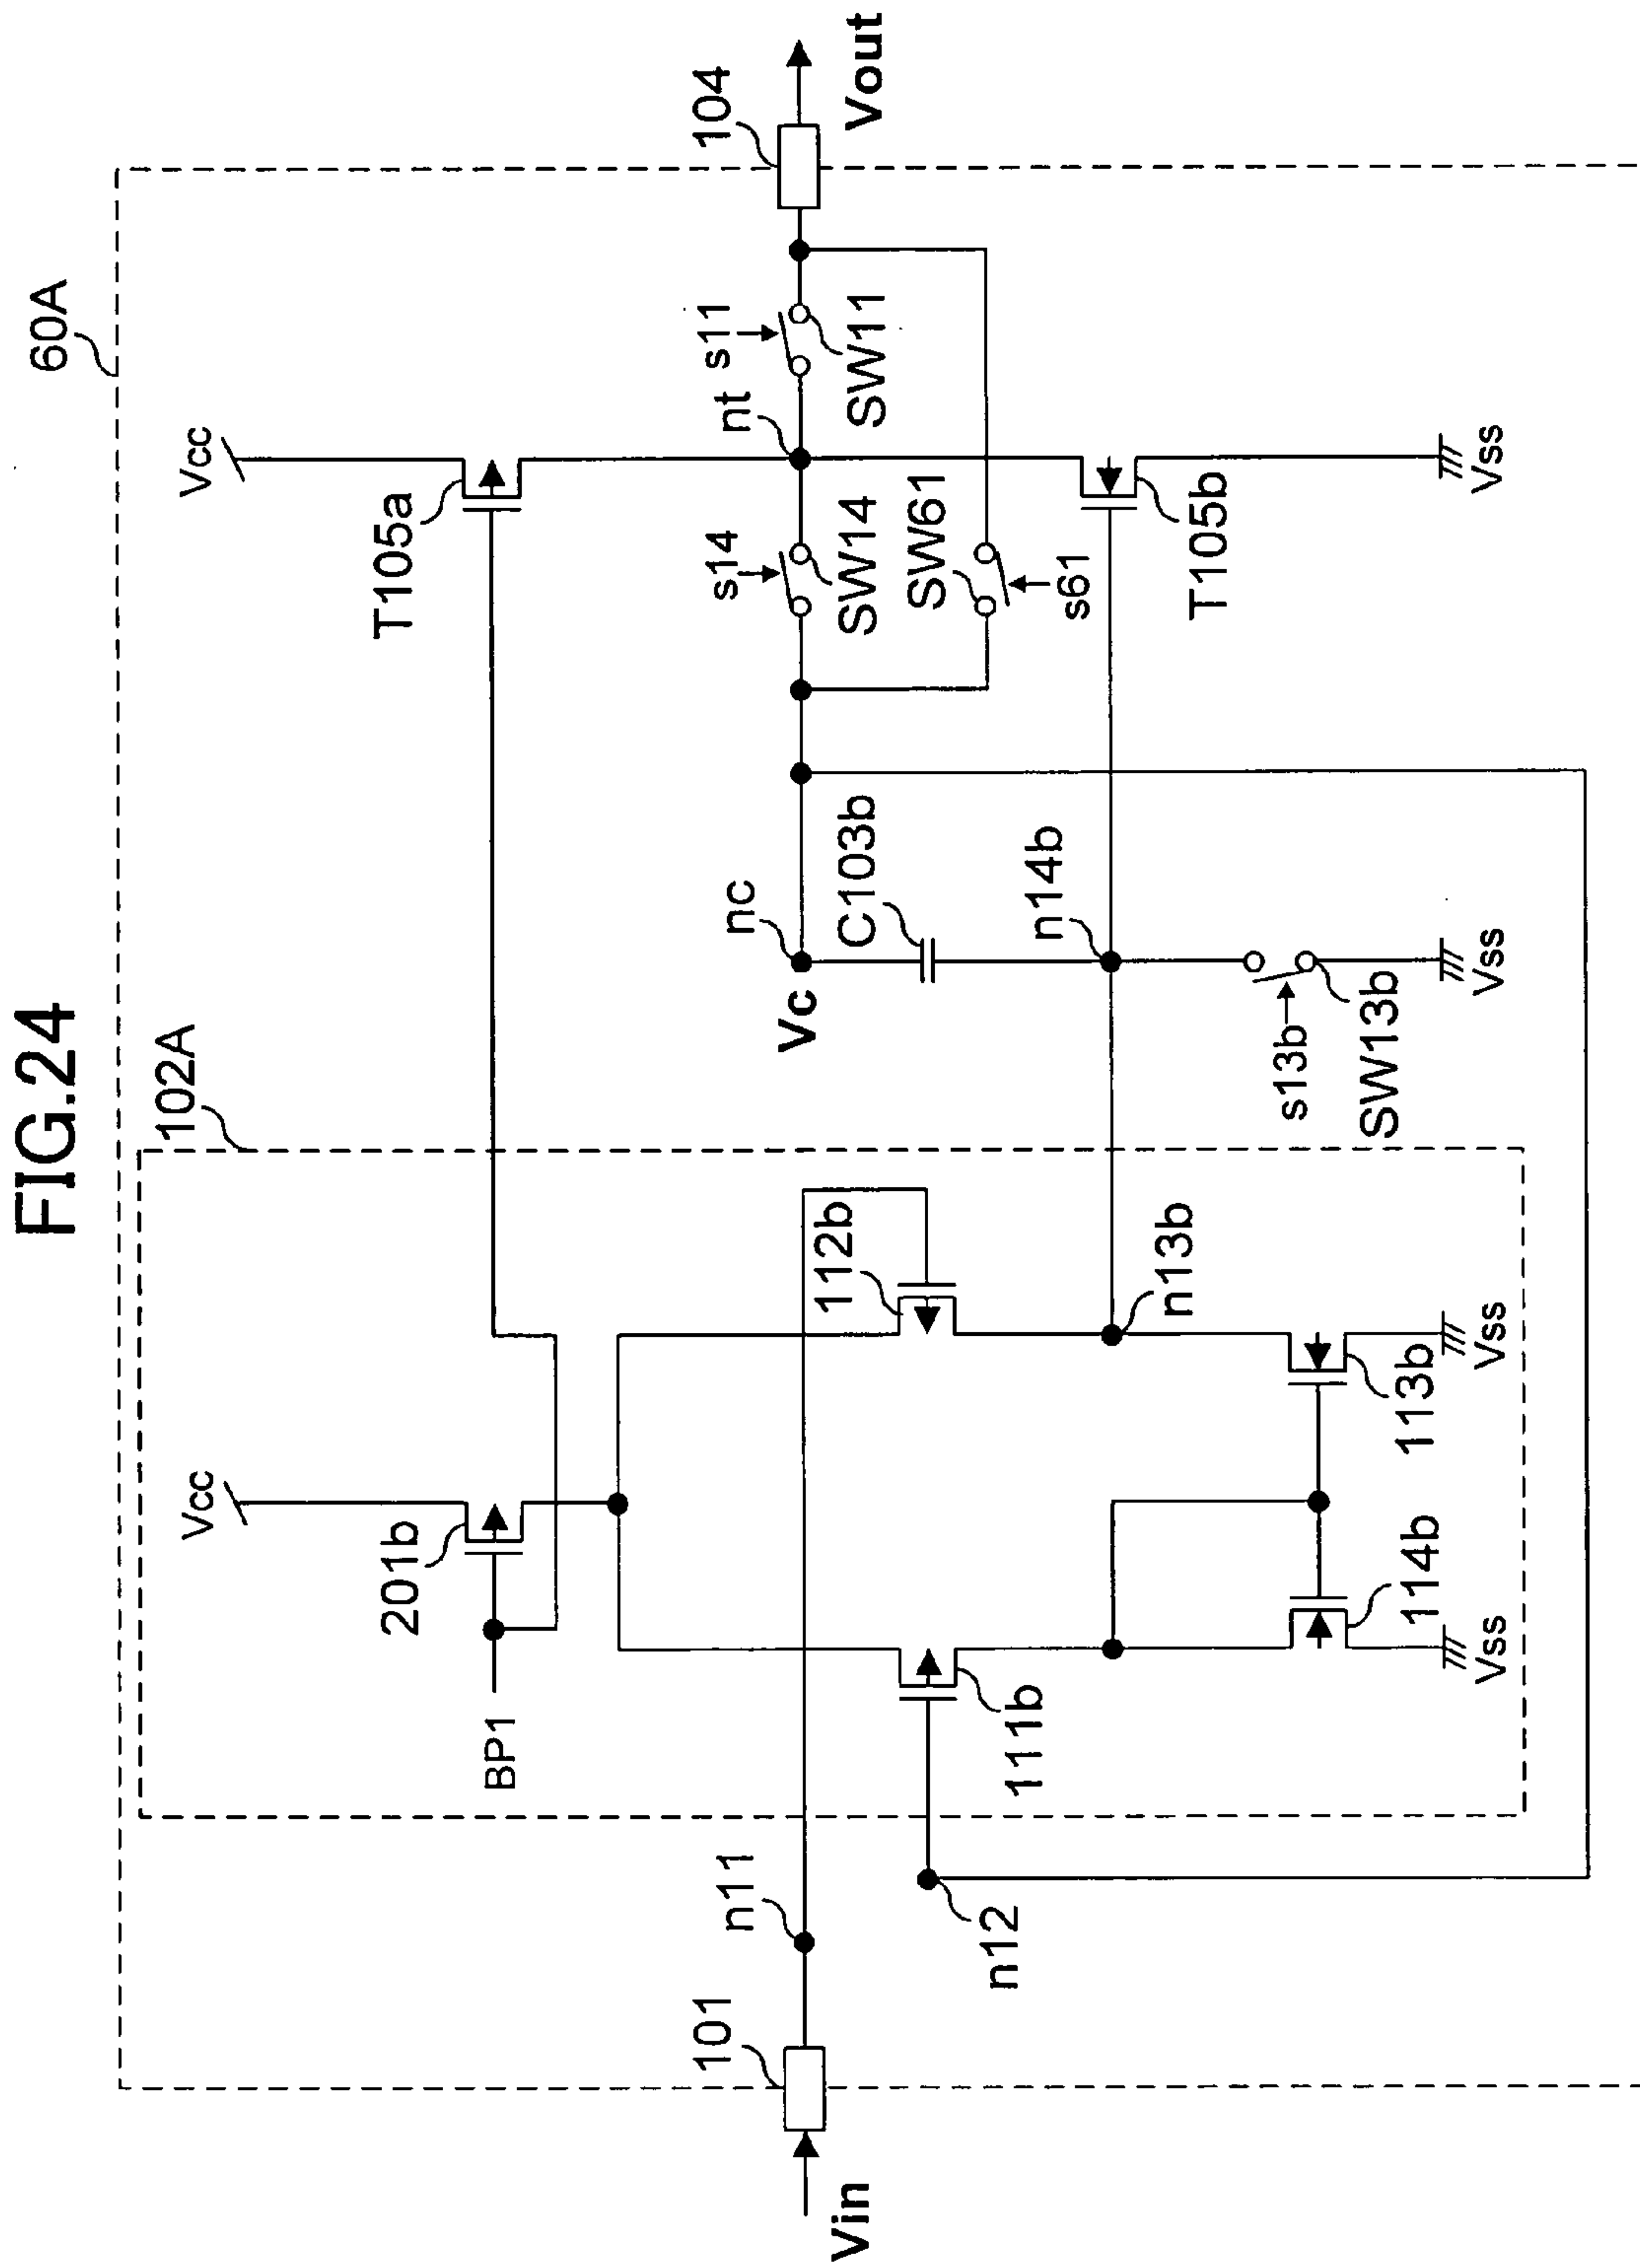 FIG.24
60A
102A
Vcc
Vcc
201b
BP1
T105a
Vin
101
n11
n12
111b
112b
n13b
114b
113b
Vss
Vss
nc
Vc
C103b
n14b
s13b
SW13b
Vss
s14
SW14
nt
s11
SW11
SW61
s61
T105b
Vss
104
Vout